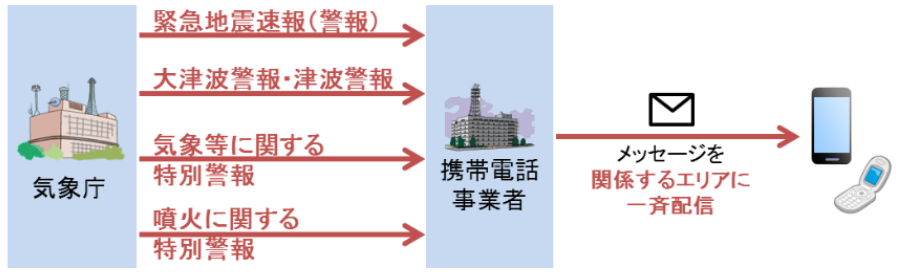 気象庁
緊急地震速報(警報)
大津波警報・津波警報
気象等に関する
特別警報
噴火に関する
特別警報
携帯電話
事業者
メッセージを
関係するエリアに
一斉配信